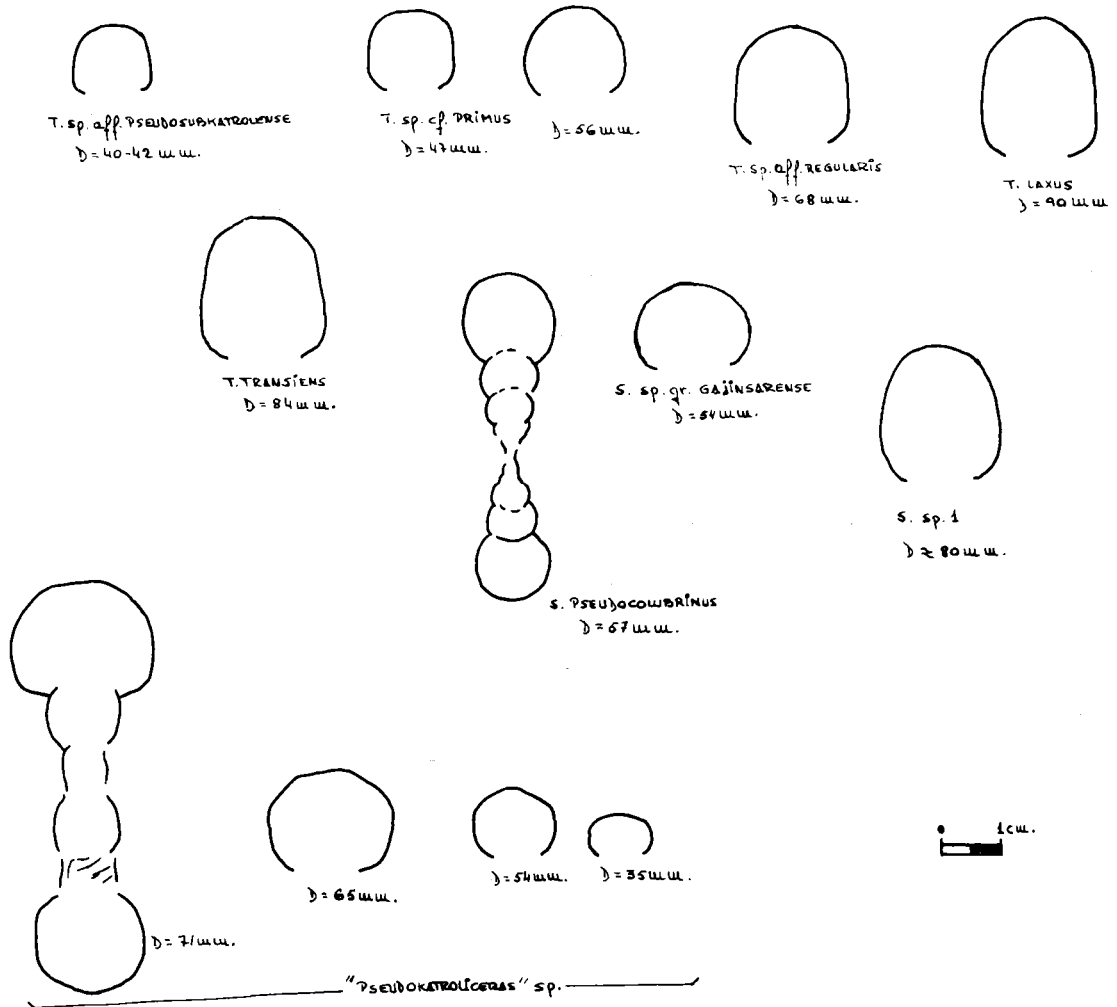 T. sp. aff. PSEUDOSUBKATROLENSE
D = 40-42 mm.
T. sp. cf. PRIMUS
D = 47 mm.
D = 56 mm.
T. sp. aff. REGULARIS
D = 68 mm.
T. LAXUS
D = 90 mm
T. TRANSIENS
D = 84 mm.
S. sp. gr. GAJINSARENSE
D = 54 mm.
S. sp. 1
D ≈ 80 mm.
S. PSEUDOCOLUBRINUS
D = 57 mm.
1 cm.
D = 65 mm.
D = 54 mm.
D = 35 mm.
D = 71 mm.
"PSEUDOKATROLICERAS" sp.